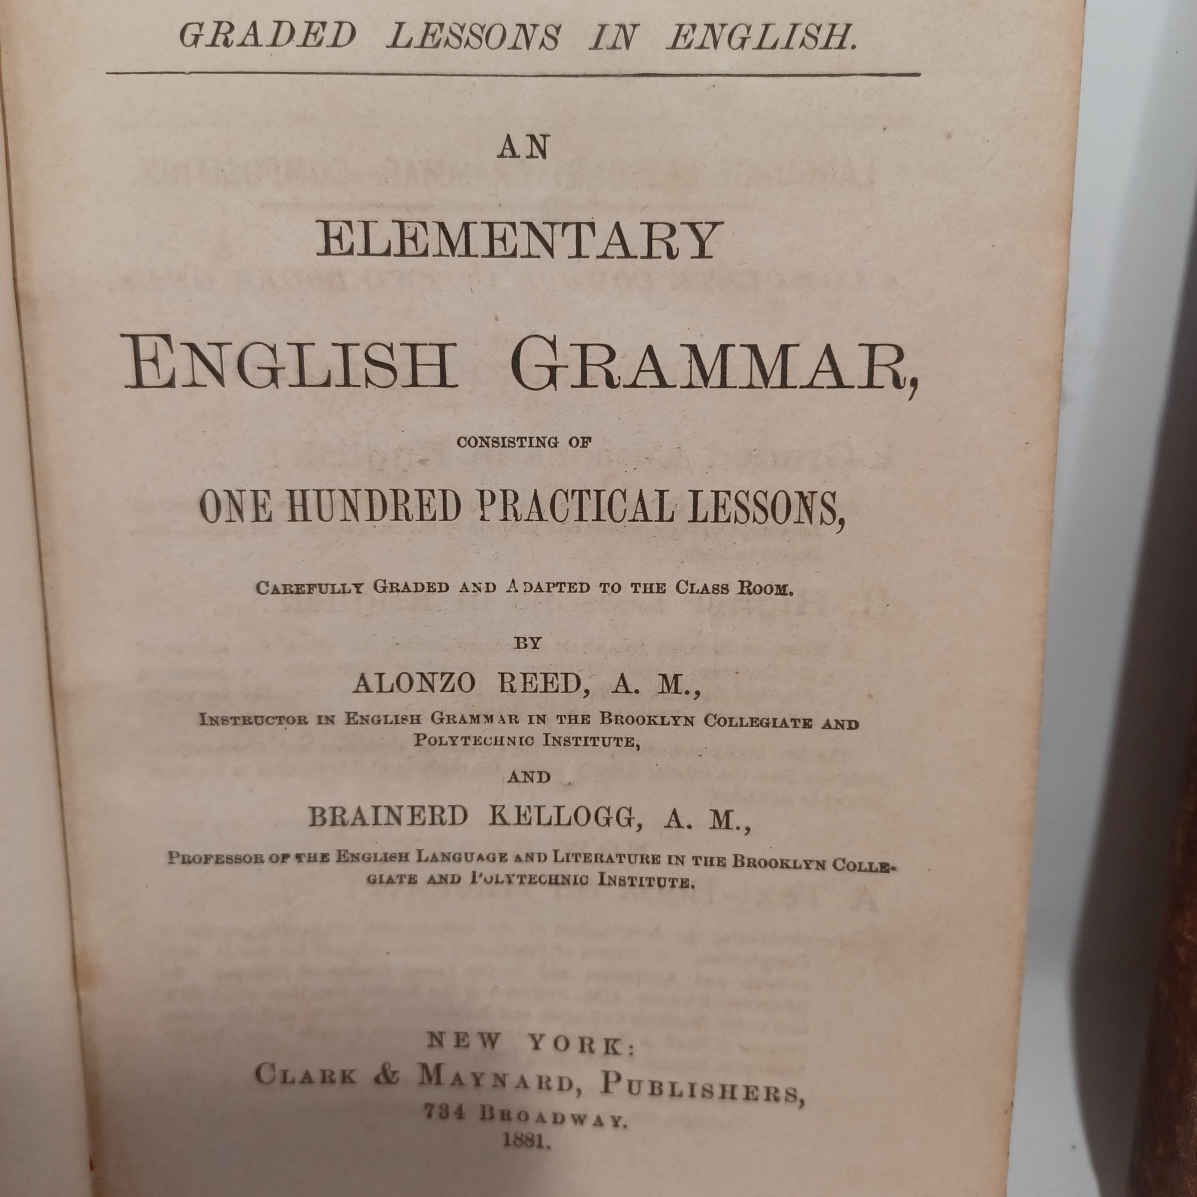 GRADED LESSONS IN ENGLISH.
AN
ELEMENTARY
ENGLISH GRAMMAR,
CONSISTING OF
ONE HUNDRED PRACTICAL LESSONS,
CAREFULLY GRADED AND ADAPTED TO THE CLASS ROOM.
BY
ALONZO REED, A. M.,
INSTRUCTOR IN ENGLISH GRAMMAR IN THE BROOKLYN COLLEGIATE AND
POLYTECHNIC INSTITUTE,
AND
BRAINERD KELLOGG, A. M.,
PROFESSOR OF THE ENGLISH LANGUAGE AND LITERATURE IN THE BROOKLYN COLLE-
GIATE AND POLYTECHNIC INSTITUTE.
NEW YORK:
CLARK & MAYNARD, PUBLISHERS,
734 BROADWAY.
1881.